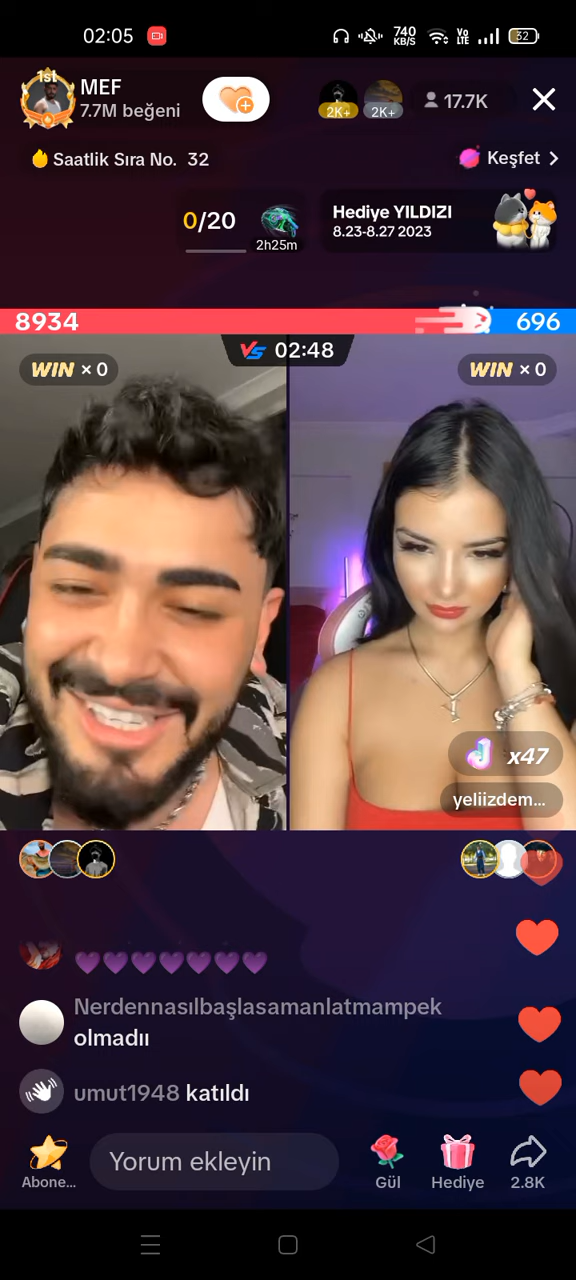 02:05
740
KB/S
Vo
LTE
32
1st
MEF
7.7M beğeni
2K+
2K+
17.7K
Saatlik Sıra No. 32
Keşfet
0/20
2h25m
Hediye YILDIZI
8.23-8.27 2023
8934
696
VS 02:48
WIN × 0
WIN × 0
x47
yeliizdem...
Nerdennasılbaşlasamanlatmampek
olmadıı
umut1948 katıldı
Abone...
Yorum ekleyin
Gül
Hediye
2.8K